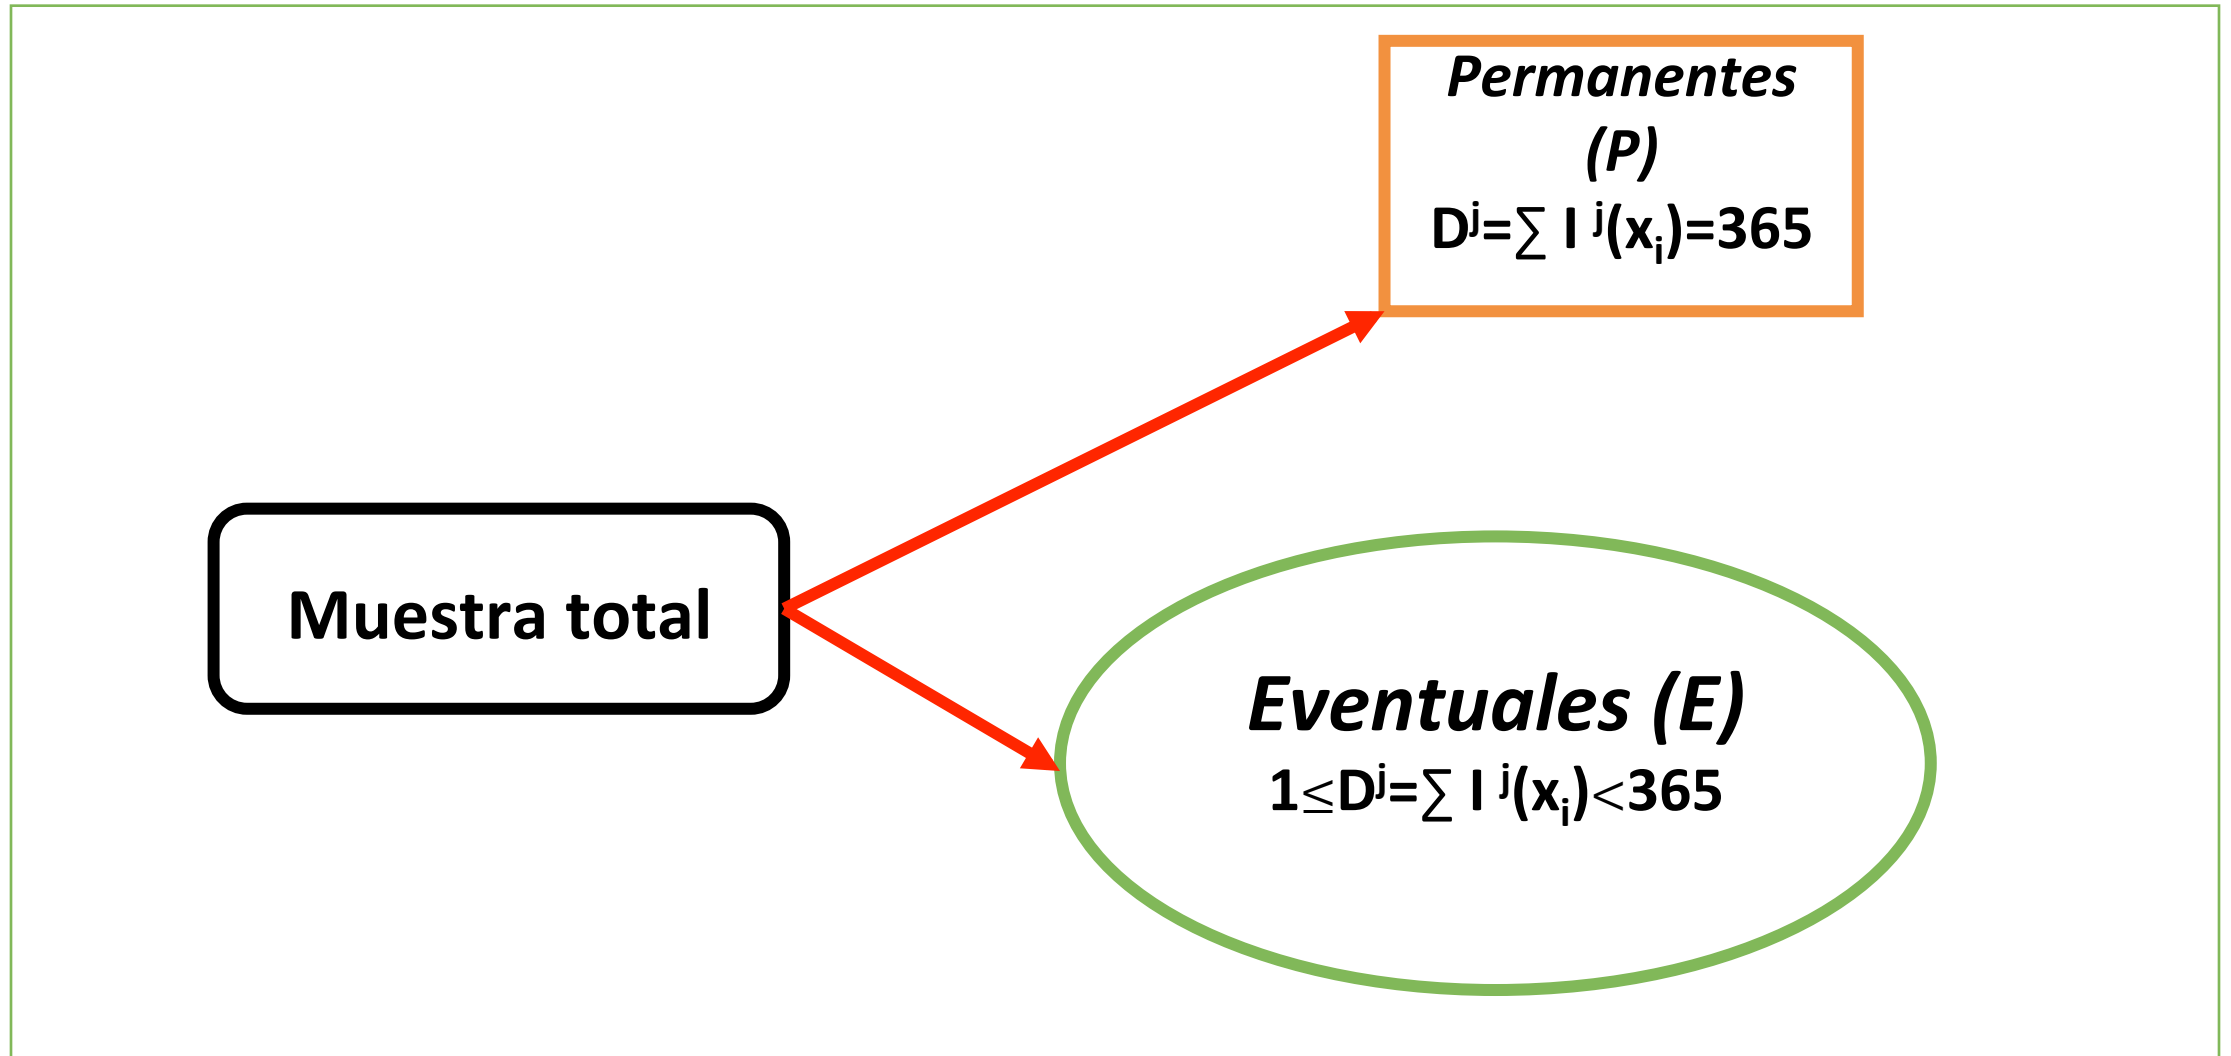 Permanentes
(P)
Dʲ=∑ I ʲ(xᵢ)=365
Muestra total
Eventuales (E)
1≤Dʲ=∑ I ʲ(xᵢ)<365